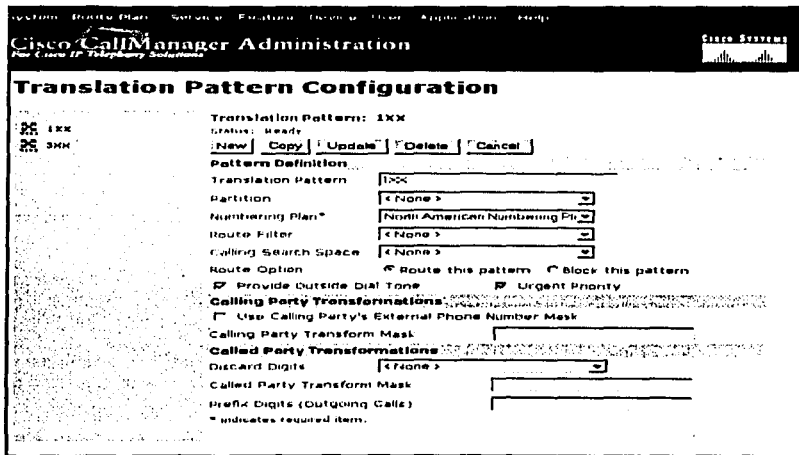 System Route Plan Service Feature Device User Application Help
Cisco CallManager Administration
For Cisco IP Telephony Solutions
CISCO SYSTEMS
Translation Pattern Configuration
1XX
3XX
Translation Pattern: 1XX
Status: Ready
New Copy Update Delete Cancel
Pattern Definition
Translation Pattern 1XX
Partition < None >
Numbering Plan* North American Numbering Pl
Route Filter < None >
Calling Search Space < None >
Route Option Route this pattern Block this pattern
Provide Outside Dial Tone Urgent Priority
Calling Party Transformations
Use Calling Party's External Phone Number Mask
Calling Party Transform Mask
Called Party Transformations
Discard Digits < None >
Called Party Transform Mask
Prefix Digits (Outgoing Calls)
* indicates required item.